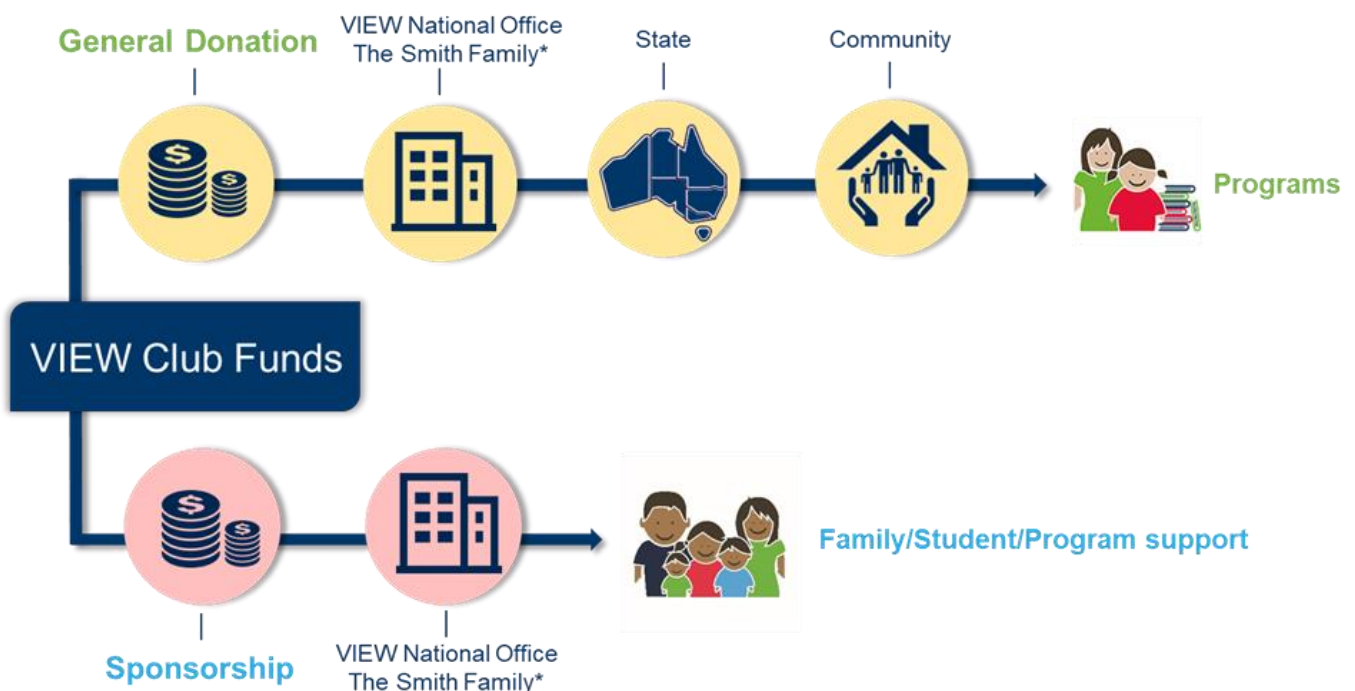 General Donation
VIEW National Office
The Smith Family*
State
Community
$
$
Programs
VIEW Club Funds
$
$
Family/Student/Program support
Sponsorship
VIEW National Office
The Smith Family*